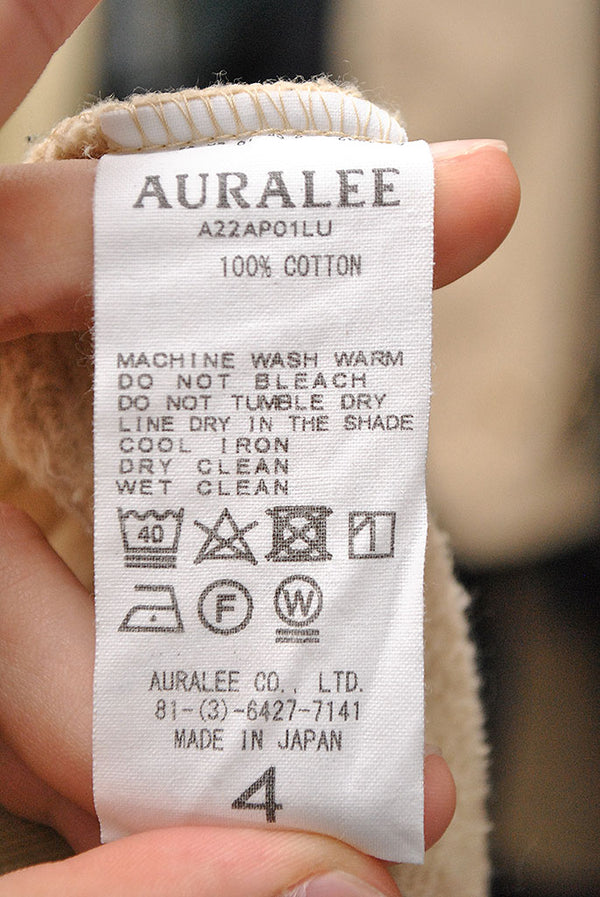 AURALEE
A22AP01LU
100% COTTON
MACHINE WASH WARM
DO NOT BLEACH
DO NOT TUMBLE DRY
LINE DRY IN THE SHADE
COOL IRON
DRY CLEAN
WET CLEAN
40
F W
AURALEE CO., LTD.
81-(3)-6427-7141
MADE IN JAPAN
4